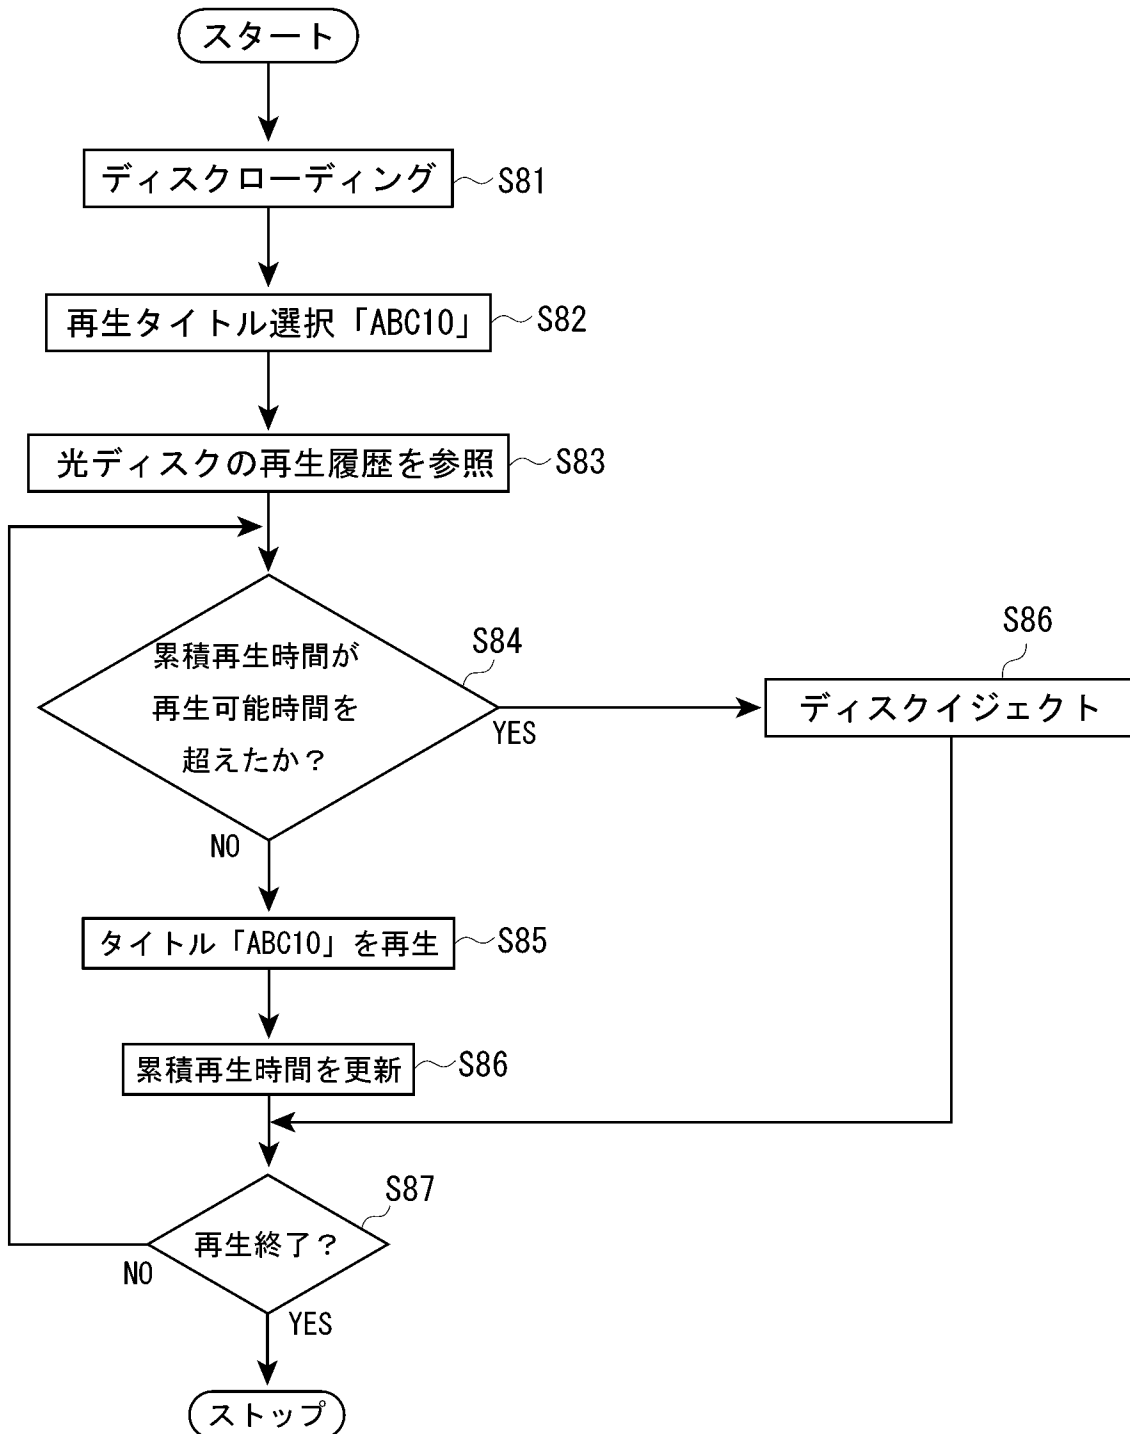 スタート
ディスクローディング
S81
再生タイトル選択「ABC10」
S82
光ディスクの再生履歴を参照
S83
累積再生時間が
再生可能時間を
超えたか？
S84
YES
ディスクイジェクト
S86
NO
タイトル「ABC10」を再生
S85
累積再生時間を更新
S86
再生終了？
S87
NO
YES
ストップ